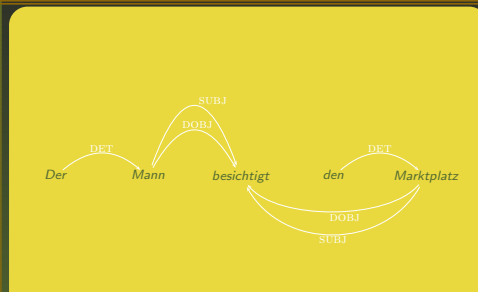 SUBJ
DOBJ
DET DET
Der Mann besichtigt den Marktplatz
DOBJ
SUBJ